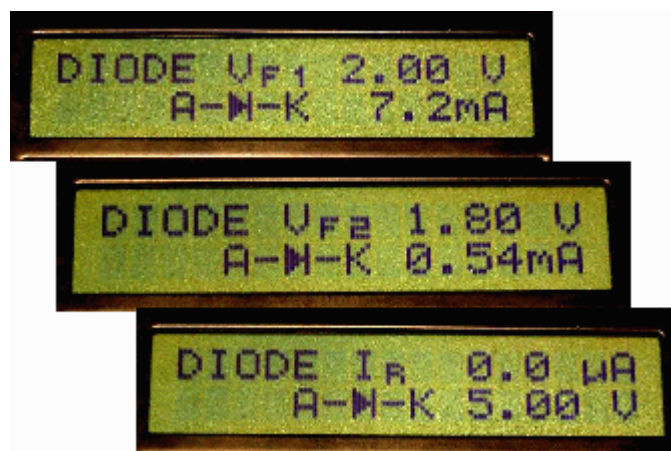 DIODE VF1 2.00 V
A-▶|-K 7.2mA
DIODE VF2 1.80 V
A-▶|-K 0.54mA
DIODE IR 0.0 µA
A-▶|-K 5.00 V